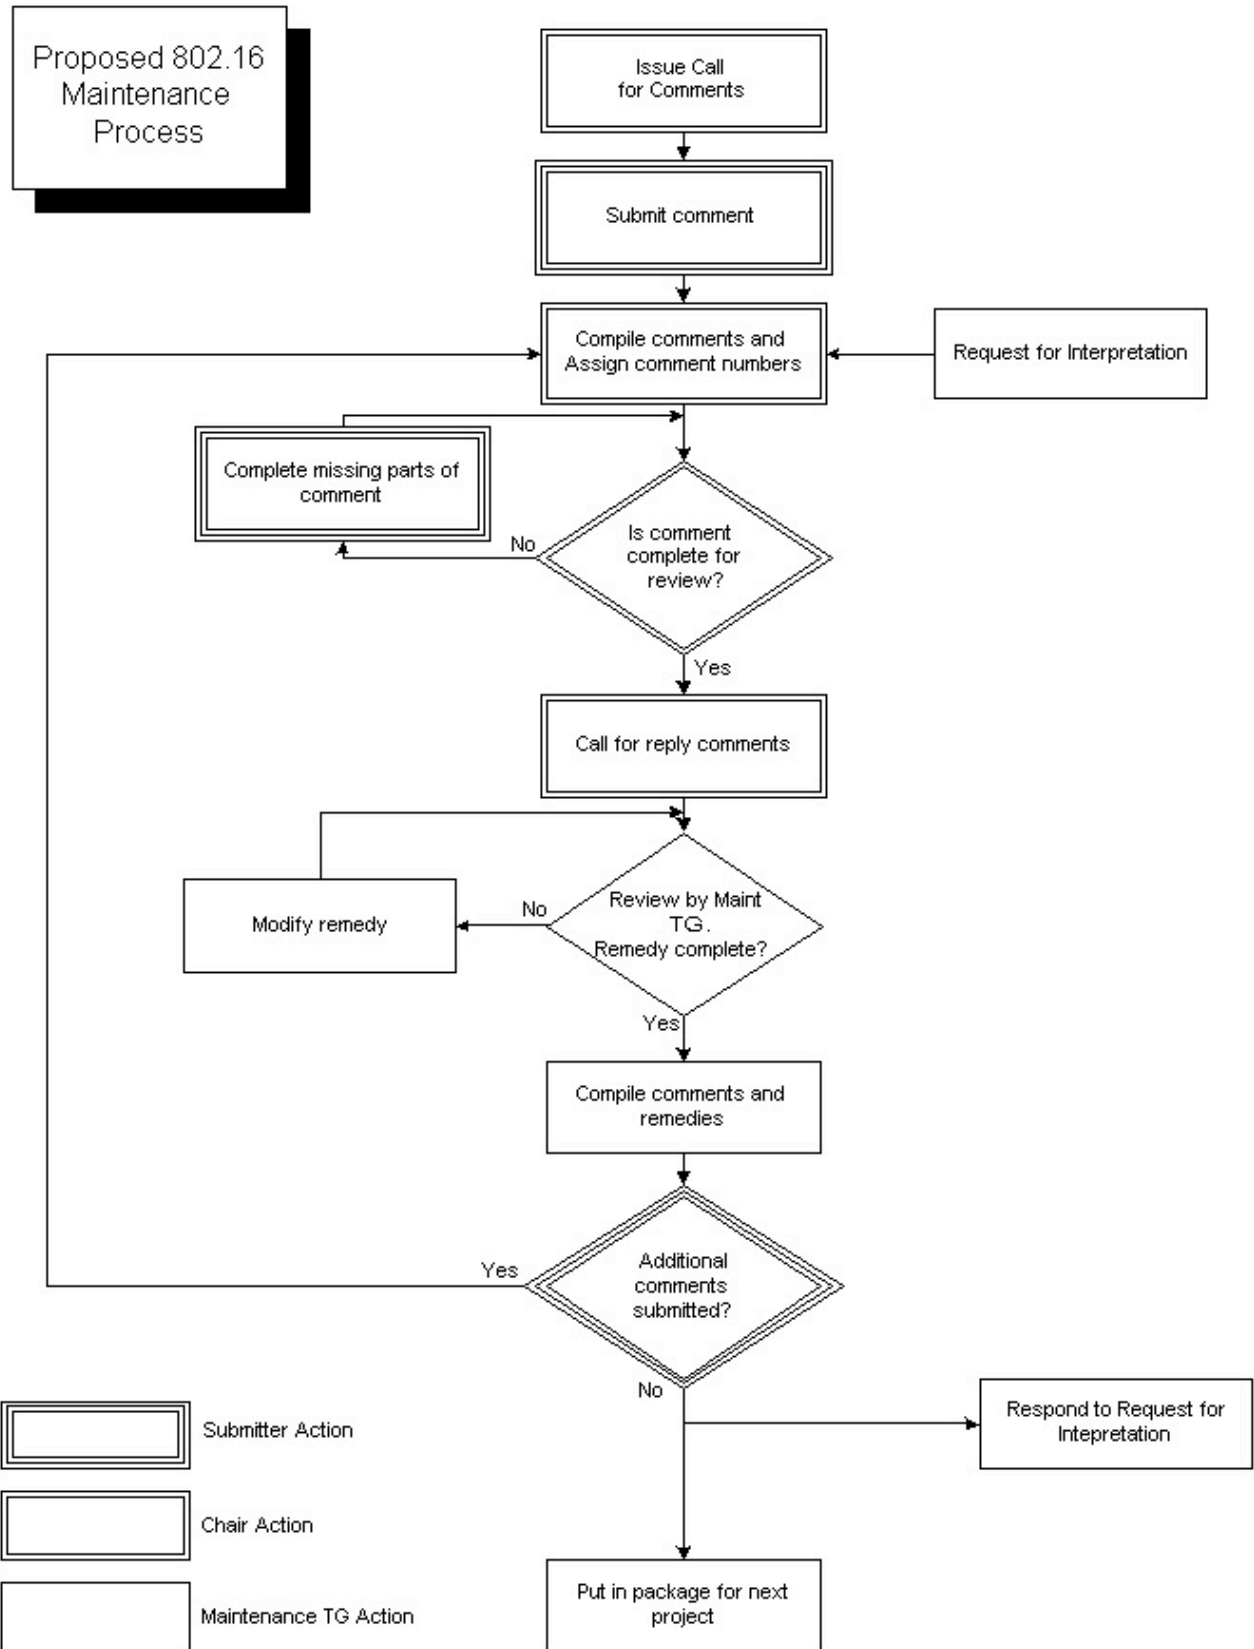 Proposed 802.16
Maintenance
Process
Issue Call
for Comments
Submit comment
Compile comments and
Assign comment numbers
Request for Interpretation
Complete missing parts of
comment
No
Is comment
complete for
review?
Yes
Call for reply comments
Modify remedy
No
Review by Maint
TG.
Remedy complete?
Yes
Compile comments and
remedies
Yes
Additional
comments
submitted?
No
Respond to Request for
Intepretation
Submitter Action
Chair Action
Maintenance TG Action
Put in package for next
project